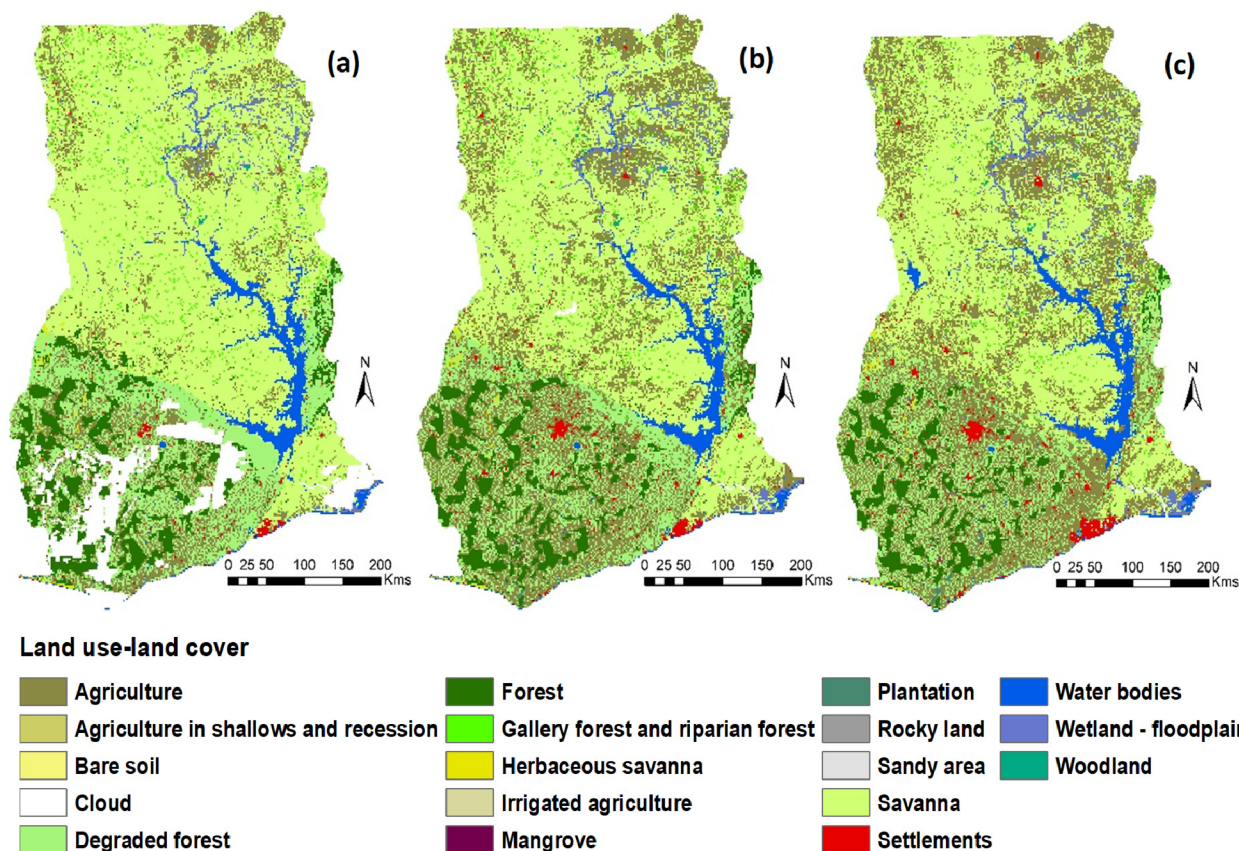 (a)
(b)
(c)
N
N
N
0 25 50 100 150 200
Kms
0 25 50 100 150 200
Kms
0 25 50 100 150 200
Kms
Land use-land cover
Agriculture
Agriculture in shallows and recession
Bare soil
Cloud
Degraded forest
Forest
Gallery forest and riparian forest
Herbaceous savanna
Irrigated agriculture
Mangrove
Plantation
Rocky land
Sandy area
Savanna
Settlements
Water bodies
Wetland - floodplain
Woodland